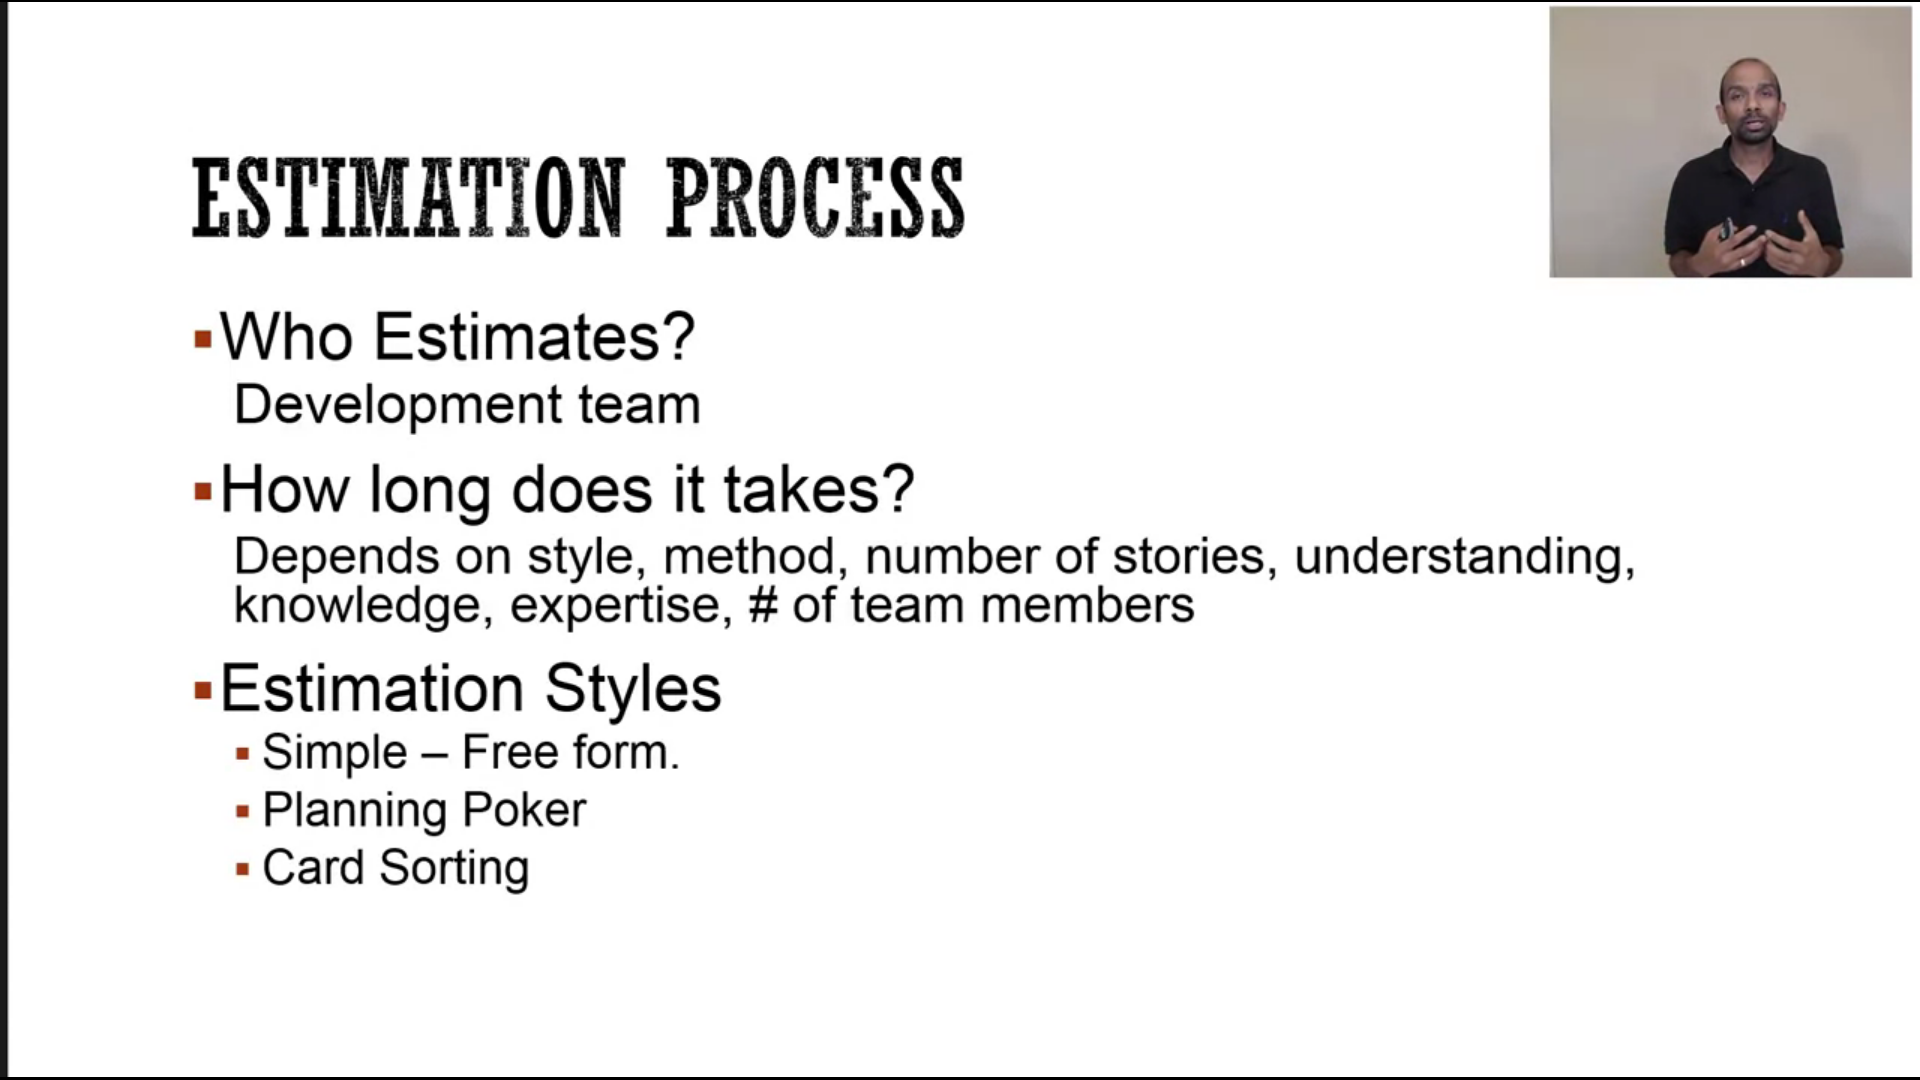 ESTIMATION PROCESS
▪Who Estimates?
Development team
▪How long does it takes?
Depends on style, method, number of stories, understanding,
knowledge, expertise, # of team members
▪Estimation Styles
▪ Simple – Free form.
▪ Planning Poker
▪ Card Sorting